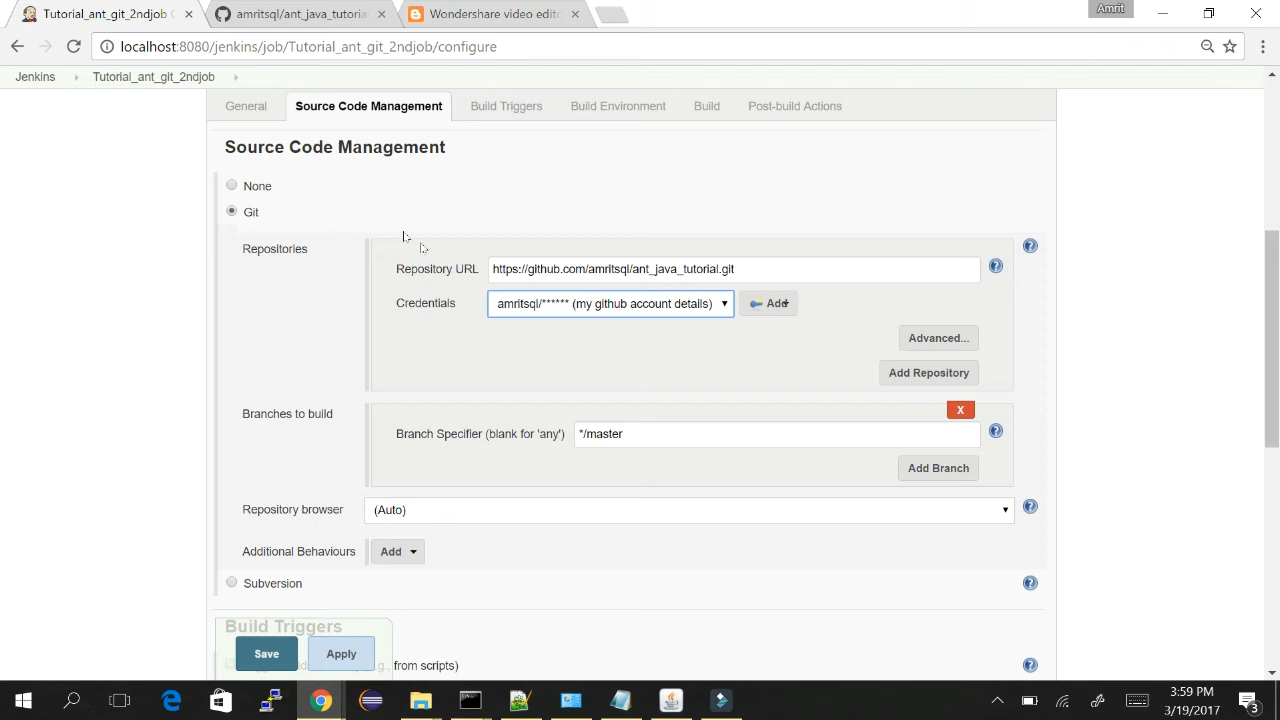 Tutorial_ant_git_2ndjob
amritsql/ant_java_tutoria
Wondershare video edit
Amrit
localhost:8080/jenkins/job/Tutorial_ant_git_2ndjob/configure
Jenkins
Tutorial_ant_git_2ndjob
General
Source Code Management
Build Triggers
Build Environment
Build
Post-build Actions
Source Code Management
None
Git
Repositories
Repository URL
https://github.com/amritsql/ant_java_tutorial.git
Credentials
amritsql/****** (my github account details)
Add
Advanced...
Add Repository
Branches to build
X
Branch Specifier (blank for 'any')
*/master
Add Branch
Repository browser
(Auto)
Additional Behaviours
Add
Subversion
Build Triggers
Save
Apply
from scripts)
3:59 PM
3/19/2017
3